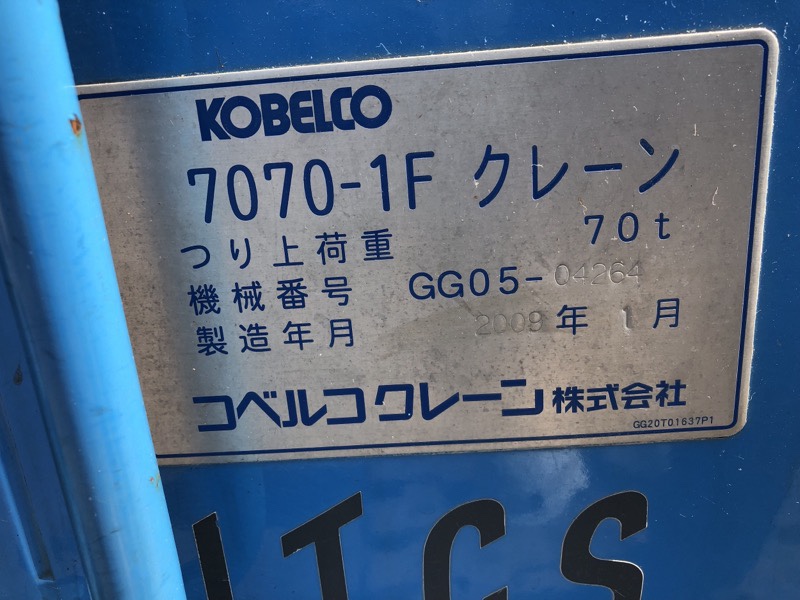 KOBELCO
7070-1F クレーン
つり上荷重 70t
機械番号 GG05-04264
製造年月 2009年 1月
コベルコクレーン株式会社
GG20T01637P1